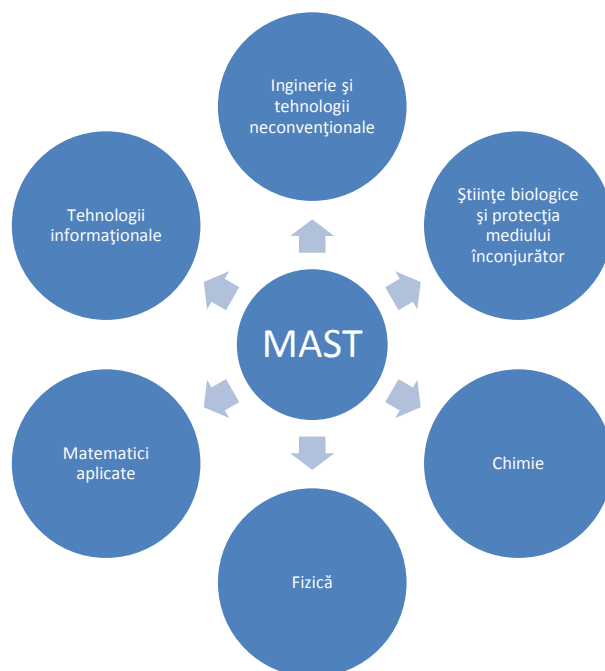 Inginerie şi
tehnologii
neconvenţionale
Tehnologii
informaţionale
Ştiinţe biologice
şi protecţia
mediului
înconjurător
MAST
Matematici
aplicate
Chimie
Fizică